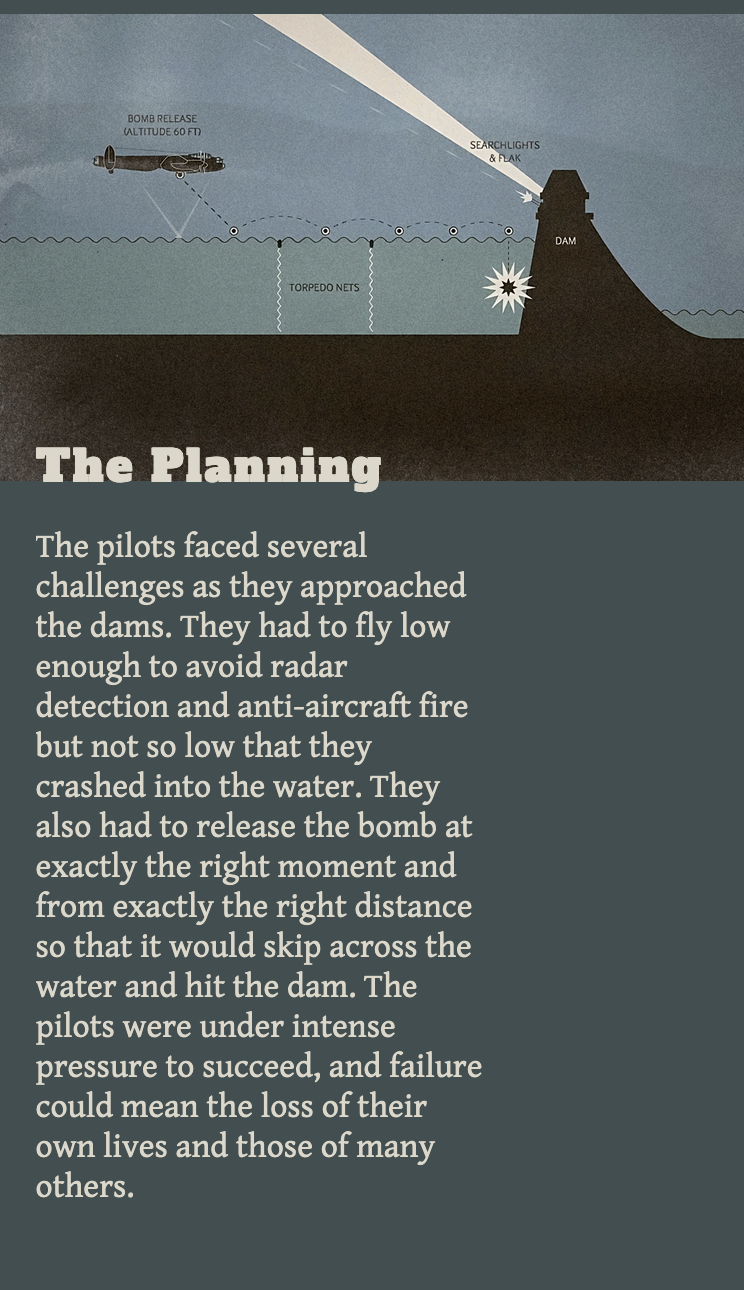 BOMB RELEASE
(ALTITUDE 60 FT)
SEARCHLIGHTS
& FLAK
DAM
TORPEDO NETS
The Planning
The pilots faced several
challenges as they approached
the dams. They had to fly low
enough to avoid radar
detection and anti-aircraft fire
but not so low that they
crashed into the water. They
also had to release the bomb at
exactly the right moment and
from exactly the right distance
so that it would skip across the
water and hit the dam. The
pilots were under intense
pressure to succeed, and failure
could mean the loss of their
own lives and those of many
others.